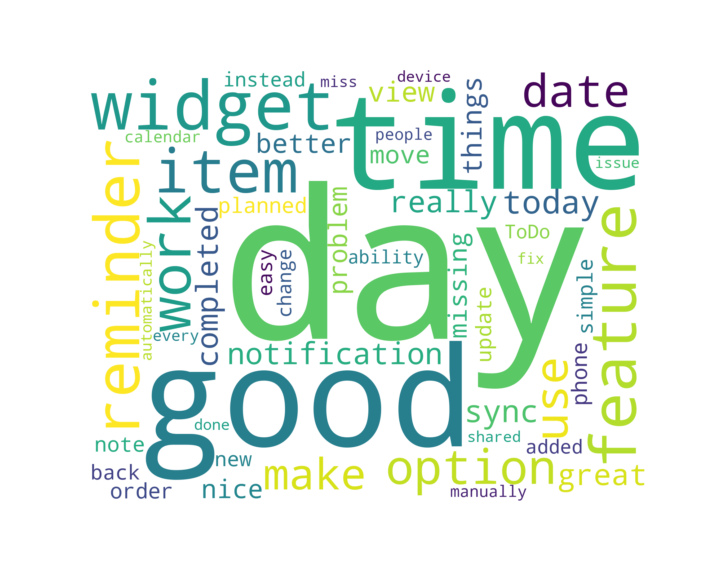 instead miss device
widget time view date
things
calendar people
better move issue
item
reminder
work
planned problem really today
completed
day
ToDo
feature
easy change ability missing fix
automatically
every
simple
update
notification
phone
good
use
sync
done shared
note added
new
back make option great
order nice manually